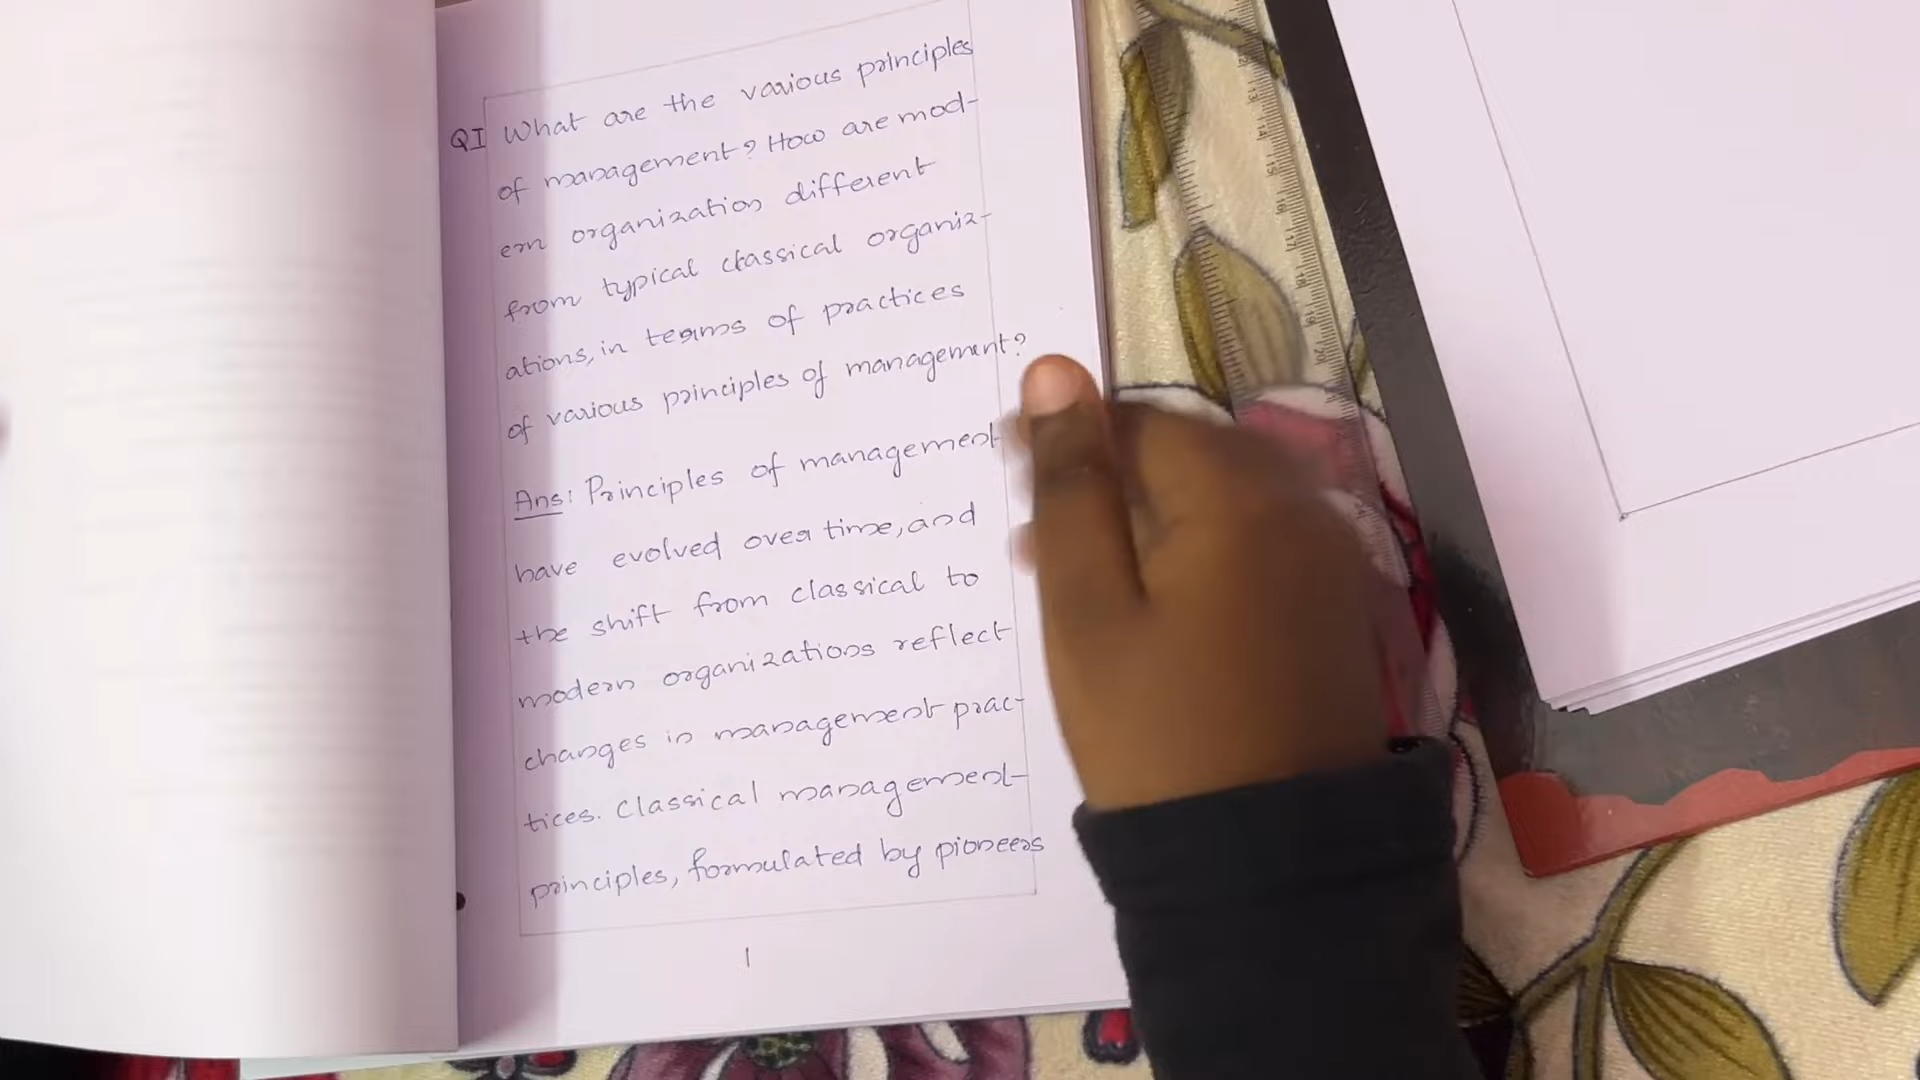 QI What are the various principles
of management? How are mod-
ern organization different
from typical classical organiz-
ations, in terms of practices
of various principles of management?
Ans: Principles of management
have evolved over time, and
the shift from classical to
modern organizations reflect
changes in management prac-
tices. Classical management
principles, formulated by pioneers
1